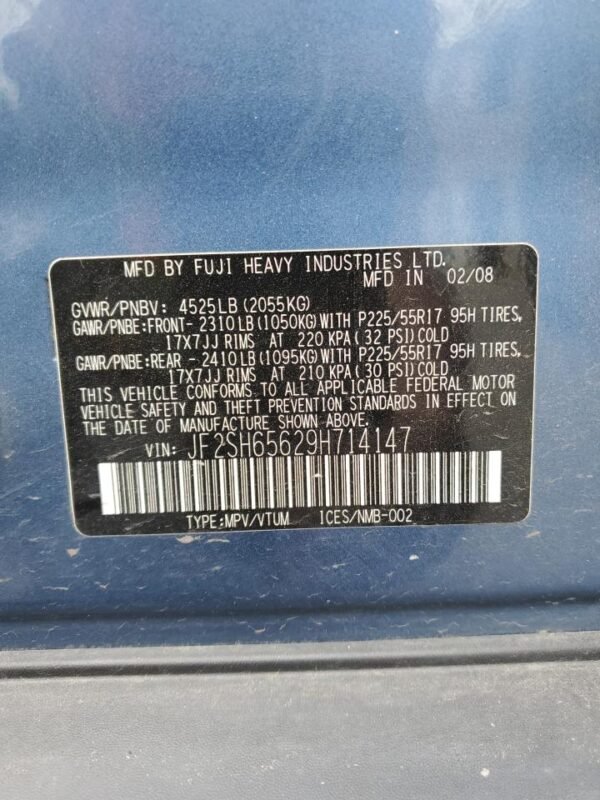 MFD BY FUJI HEAVY INDUSTRIES LTD.
MFD IN 02/08
GVWR/PNBV: 4525LB (2055KG)
GAWR/PNBE:FRONT- 2310LB (1050KG)WITH P225/55R17 95H TIRES,
17X7JJ RIMS AT 220 KPA ( 32 PSI) COLD
GAWR/PNBE:REAR -2410LB (1095KG)WITH P225/55R17 95H TIRES,
17X7JJ RIMS AT 210 KPA ( 30 PSI) COLD
THIS VEHICLE CONFORMS TO ALL APPLICABLE FEDERAL MOTOR
VEHICLE SAFETY AND THEFT PREVENTION STANDARDS IN EFFECT ON
THE DATE OF MANUFACTURE SHOWN ABOVE.
VIN: JF2SH65629H714147
TYPE:MPV/VTUM ICES/NMB-002